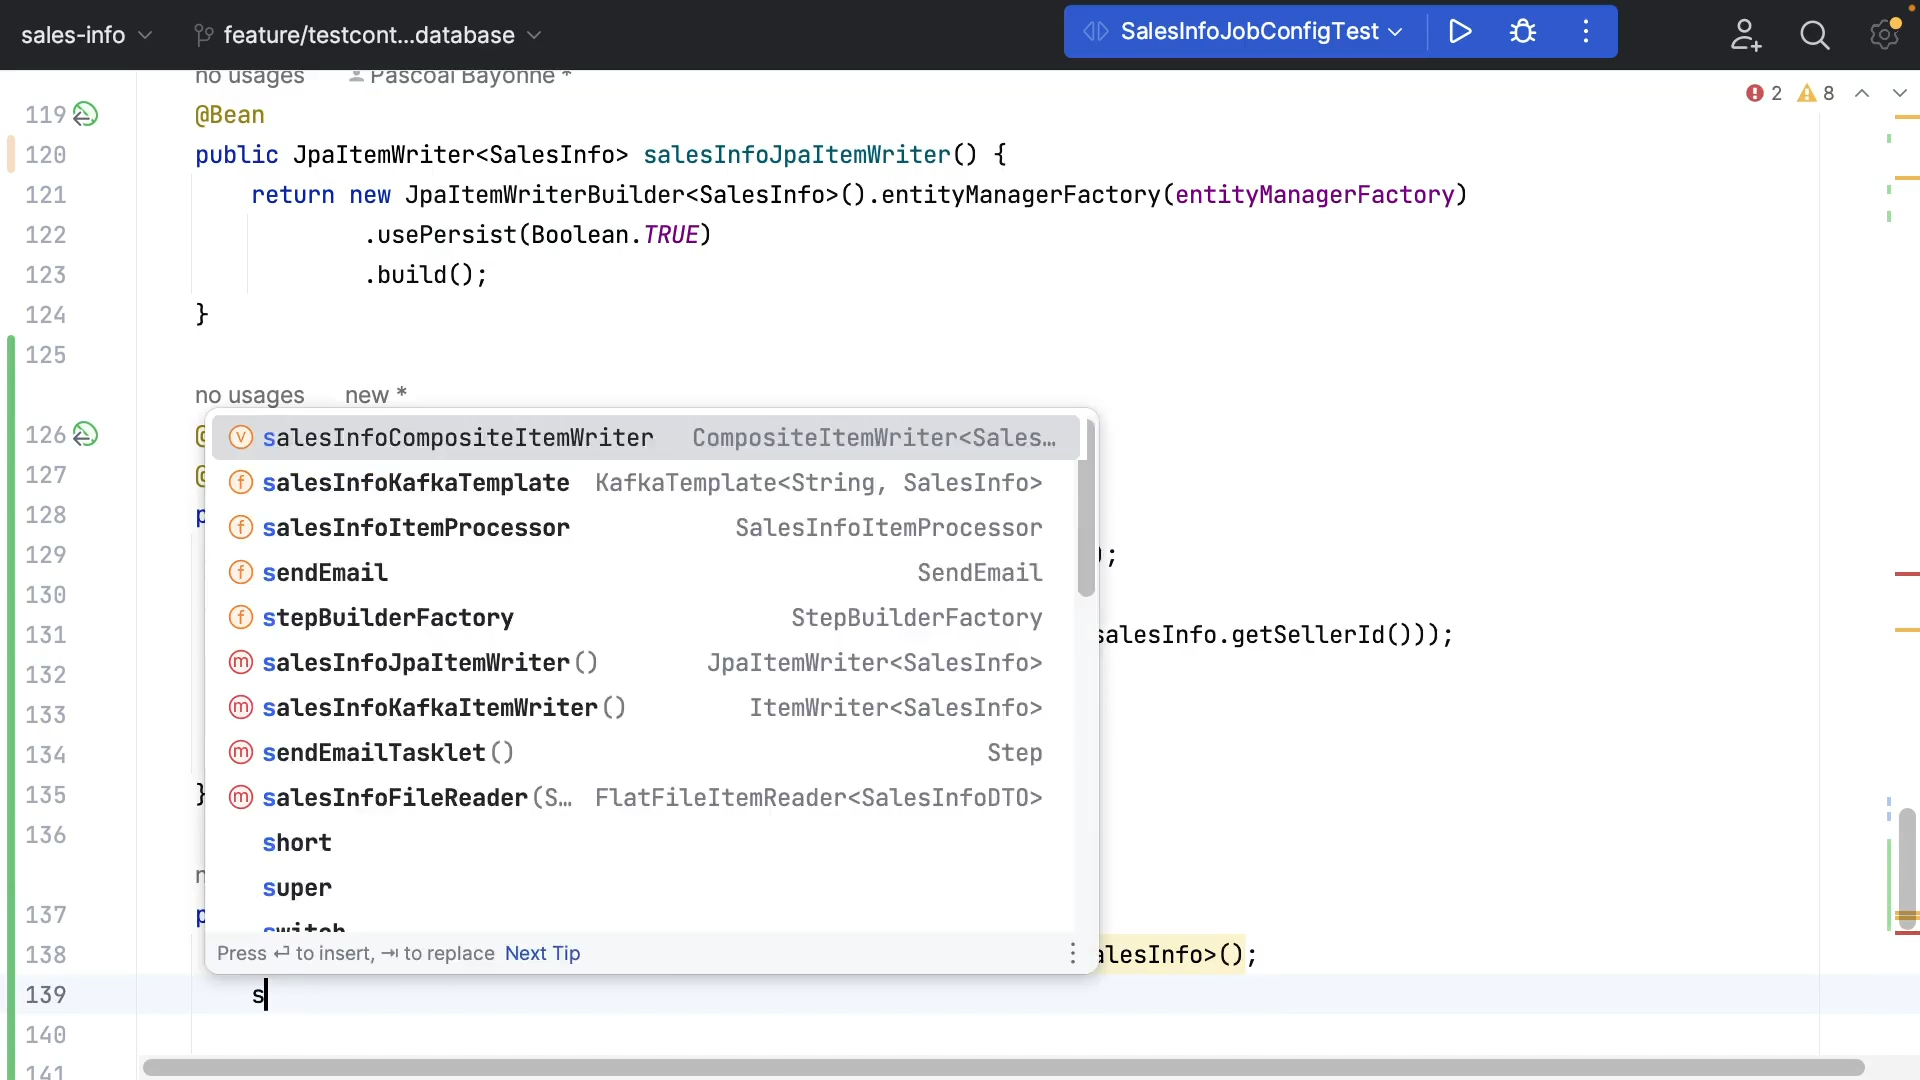 sales-info feature/testcont...database SalesInfoJobConfigTest
no usages Pascoal Bayonne *
2 8
119 @Bean
120 public JpaItemWriter<SalesInfo> salesInfoJpaItemWriter() {
121 return new JpaItemWriterBuilder<SalesInfo>().entityManagerFactory(entityManagerFactory)
122 .usePersist(Boolean.TRUE)
123 .build();
124 }
125
no usages new *
126 @
salesInfoCompositeItemWriter CompositeItemWriter<Sales…
127 @
salesInfoKafkaTemplate KafkaTemplate<String, SalesInfo>
128 p
salesInfoItemProcessor SalesInfoItemProcessor
129 );
sendEmail SendEmail
130
stepBuilderFactory StepBuilderFactory
131 salesInfo.getSellerId()));
salesInfoJpaItemWriter() JpaItemWriter<SalesInfo>
132
133
salesInfoKafkaItemWriter() ItemWriter<SalesInfo>
134
sendEmailTasklet() Step
135 }
salesInfoFileReader(S… FlatFileItemReader<SalesInfoDTO>
136
short
n
super
137 p
switch
138 alesInfo>();
Press ↵ to insert, ⇥ to replace Next Tip
139 s
140
141